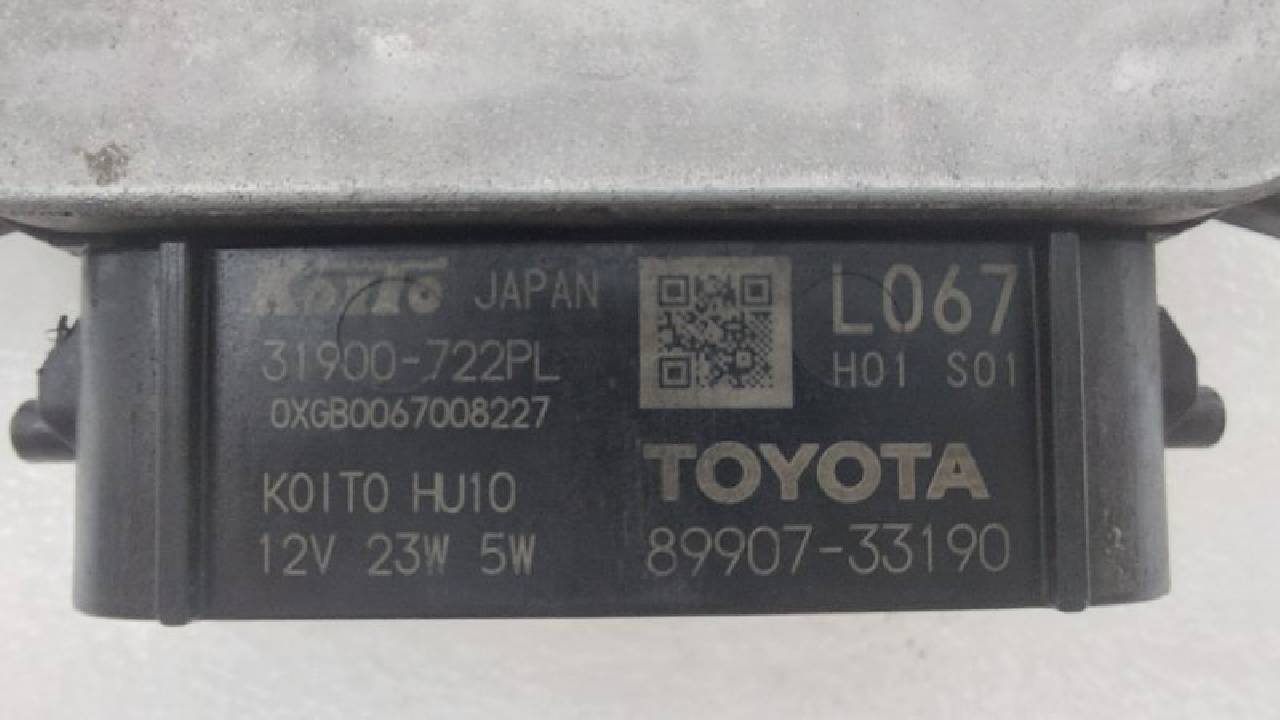 KOITO JAPAN
31900-722PL
0XGB0067008227
KOITO HU10
12V 23W 5W
L067
H01 S01
TOYOTA
89907-33190